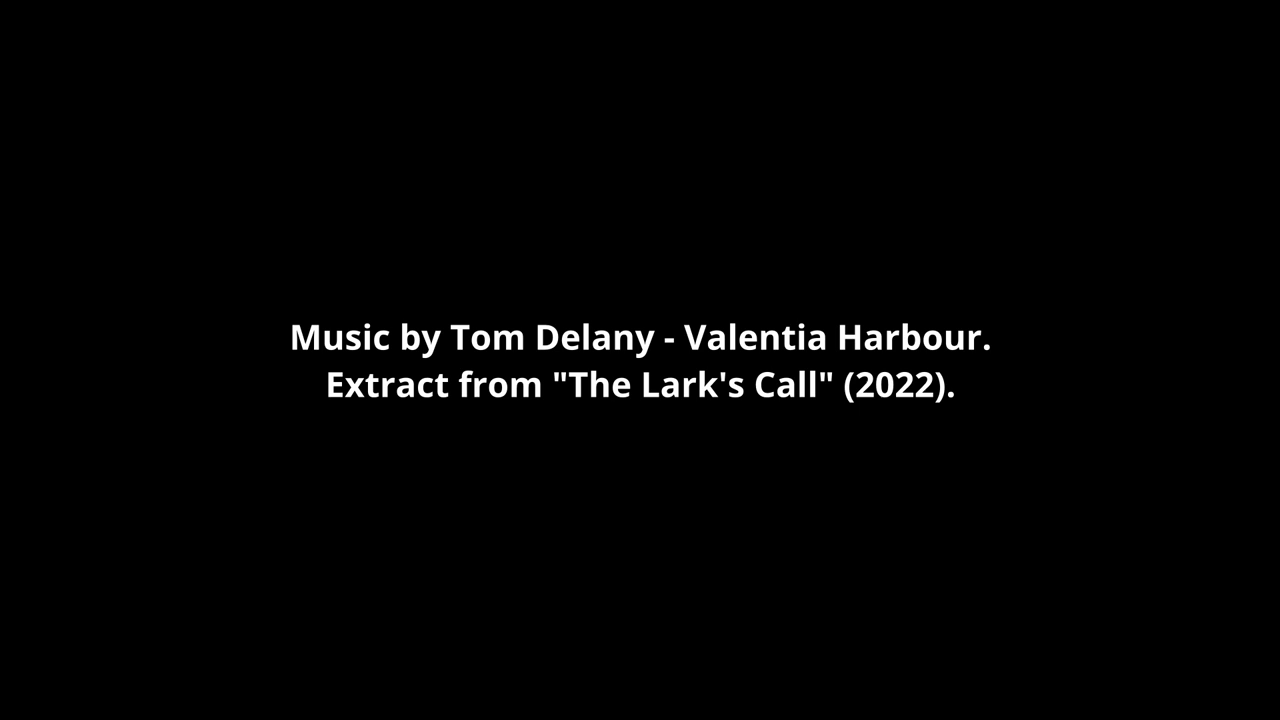 Music by Tom Delany - Valentia Harbour.
Extract from "The Lark's Call" (2022).